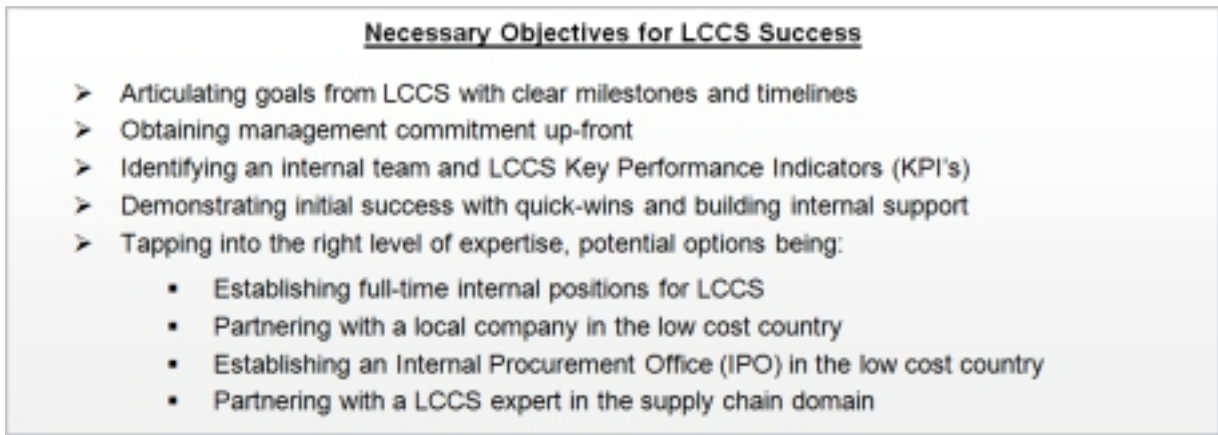 Necessary Objectives for LCCS Success
➤ Articulating goals from LCCS with clear milestones and timelines
➤ Obtaining management commitment up-front
➤ Identifying an internal team and LCCS Key Performance Indicators (KPI's)
➤ Demonstrating initial success with quick-wins and building internal support
➤ Tapping into the right level of expertise, potential options being:
▪ Establishing full-time internal positions for LCCS
▪ Partnering with a local company in the low cost country
▪ Establishing an Internal Procurement Office (IPO) in the low cost country
▪ Partnering with a LCCS expert in the supply chain domain